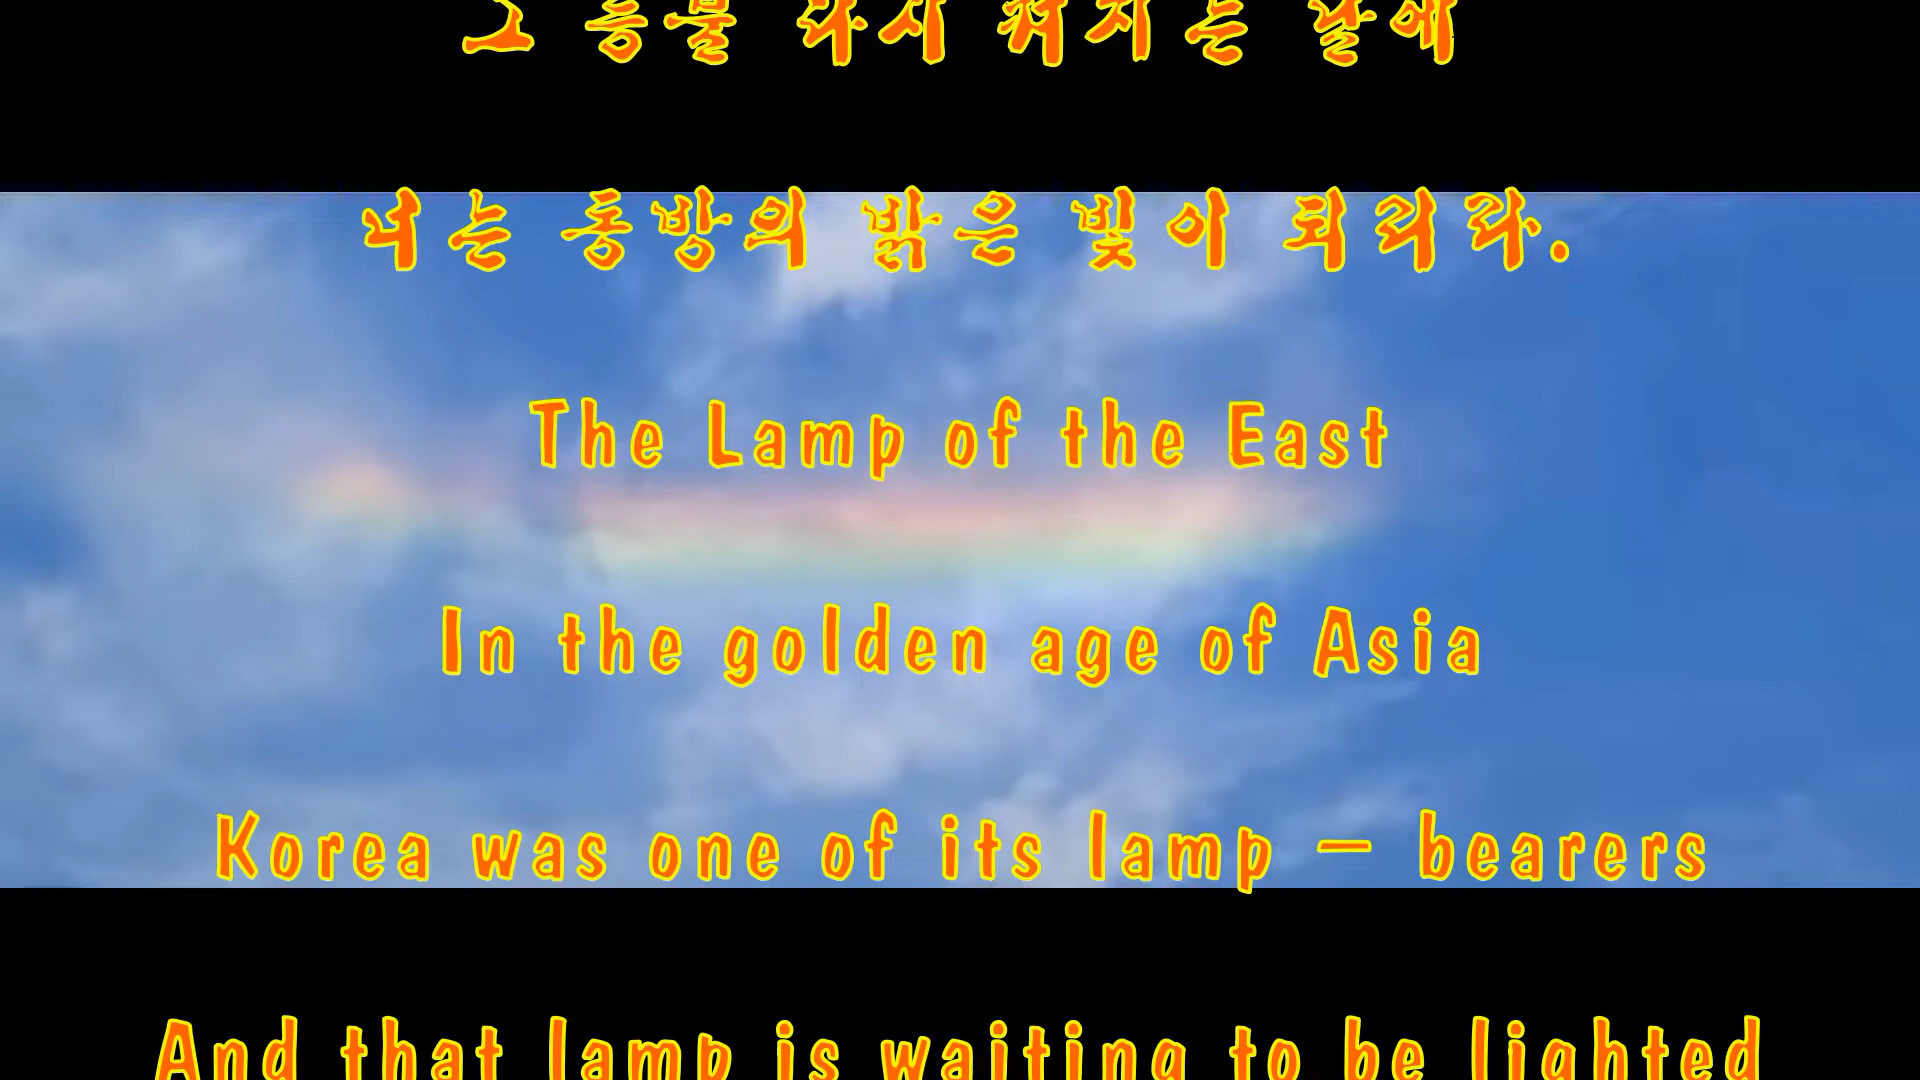 그 등불 다시 켜지는 날에
너는 동방의 밝은 빛이 되리라.
The Lamp of the East
In the golden age of Asia
Korea was one of its lamp – bearers
And that lamp is waiting to be lighted